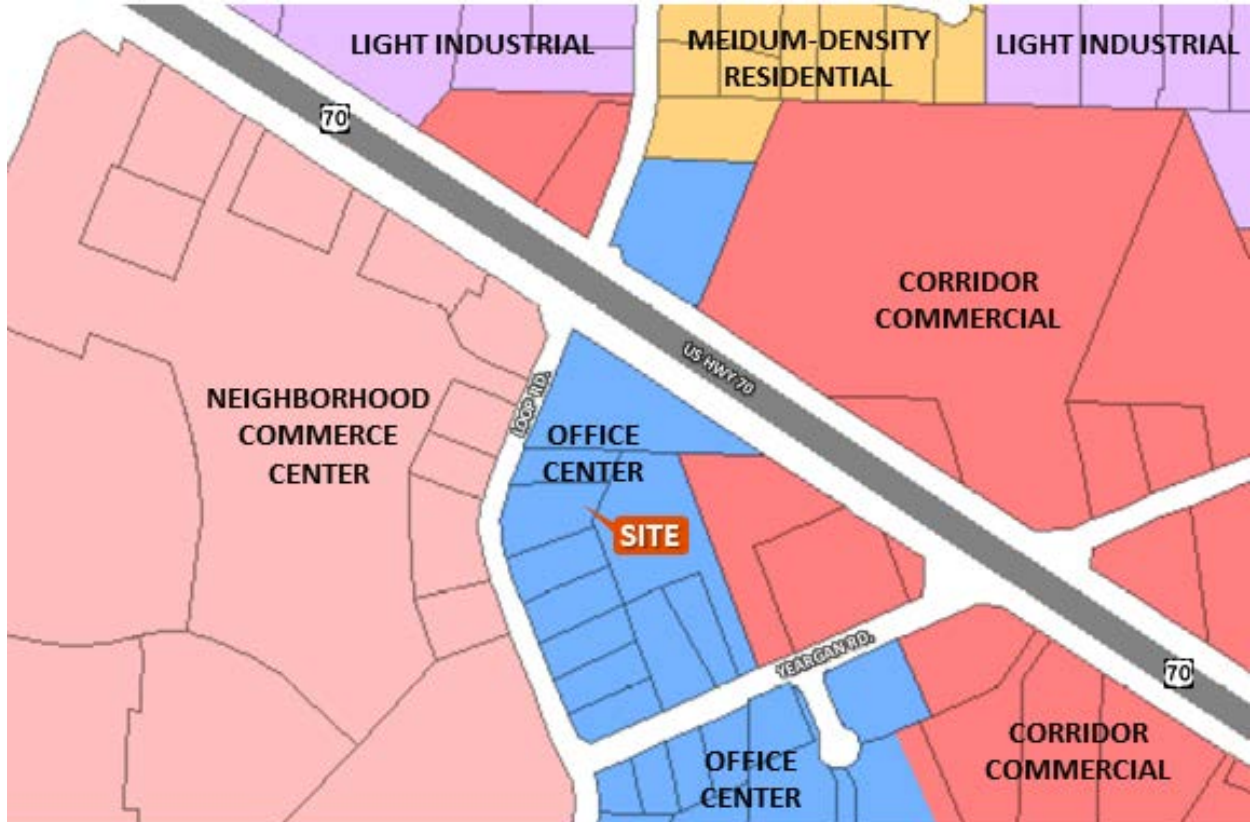 LIGHT INDUSTRIAL
MEIDUM-DENSITY
RESIDENTIAL
LIGHT INDUSTRIAL
70
CORRIDOR
COMMERCIAL
US HWY 70
LOOP RD.
NEIGHBORHOOD
COMMERCE
CENTER
OFFICE
CENTER
SITE
YEARGAN RD.
70
OFFICE
CENTER
CORRIDOR
COMMERCIAL